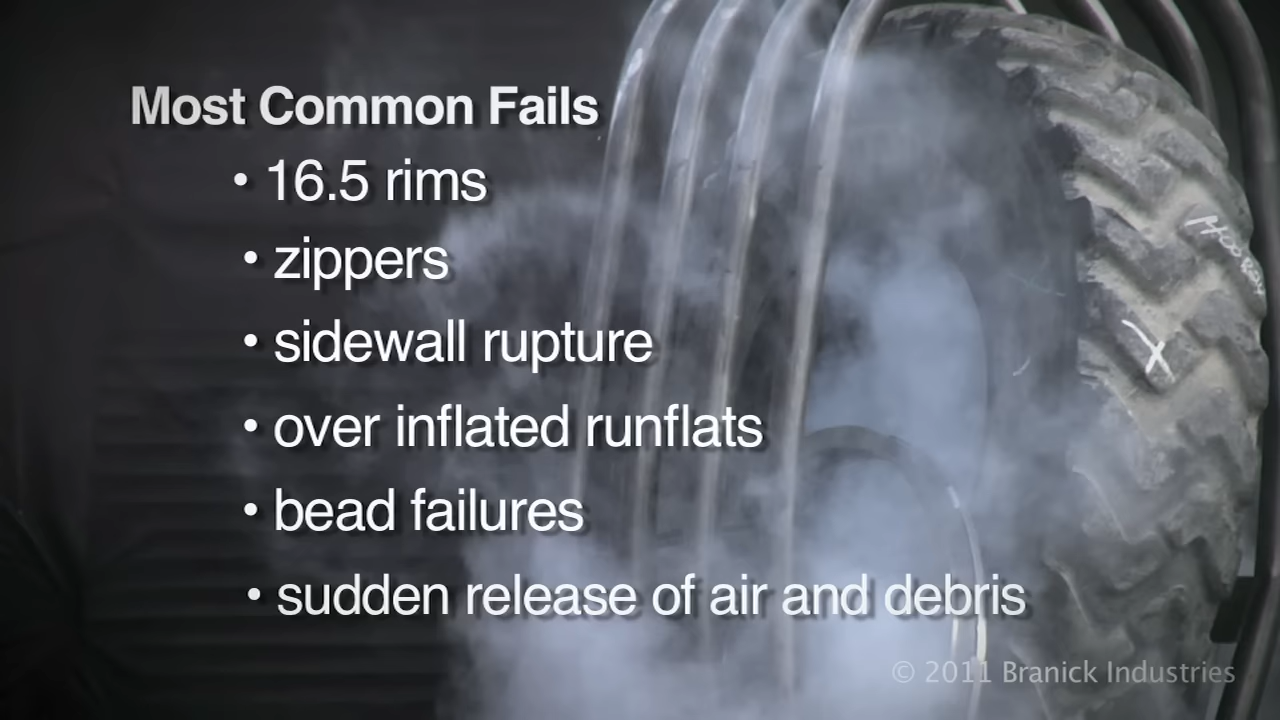 Most Common Fails
• 16.5 rims
• zippers
• sidewall rupture
• over inflated runflats
• bead failures
• sudden release of air and debris
© 2011 Branick Industries